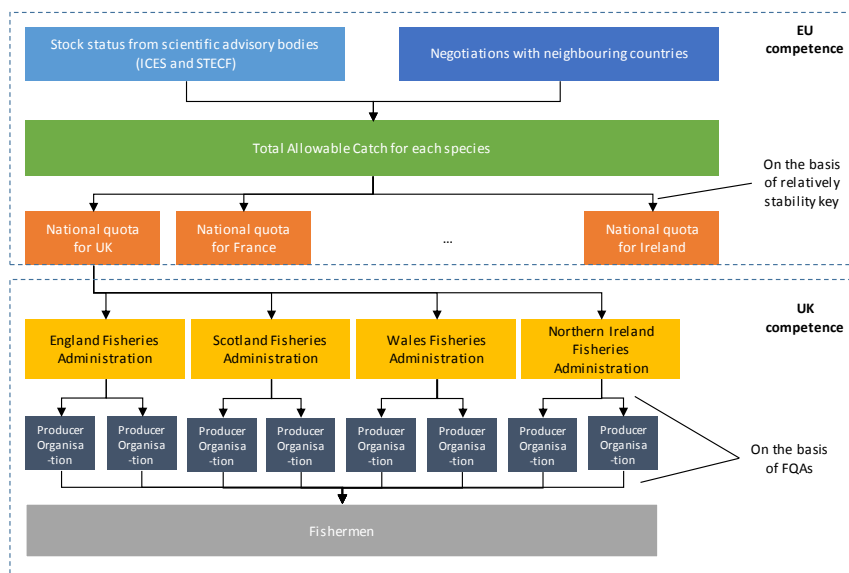 EU
competence
Stock status from scientific advisory bodies
(ICES and STECF)
Negotiations with neighbouring countries
Total Allowable Catch for each species
On the basis
of relatively
stability key
National quota
for UK
National quota
for France
...
National quota
for Ireland
UK
competence
England Fisheries
Administration
Scotland Fisheries
Administration
Wales Fisheries
Administration
Northern Ireland
Fisheries
Administration
Producer
Organisa
-tion
Producer
Organisa
-tion
Producer
Organisa
-tion
Producer
Organisa
-tion
Producer
Organisa
-tion
Producer
Organisa
-tion
Producer
Organisa
-tion
Producer
Organisa
-tion
On the basis
of FQAs
Fishermen